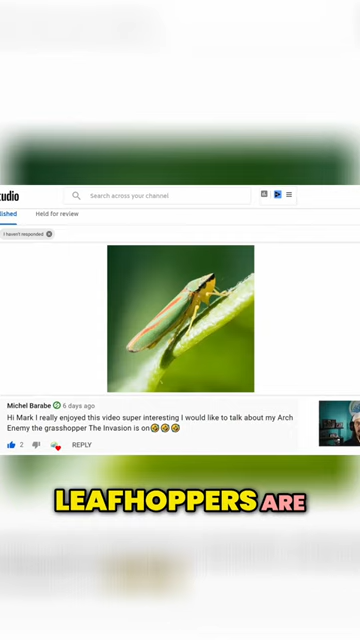 tudio
Search across your channel
ished
Held for review
I haven't responded
Michel Barabe 6 days ago
Hi Mark I really enjoyed this video super interesting I would like to talk about my Arch
Enemy the grasshopper The Invasion is on🤣🤣🤣
2 REPLY
LEAFHOPPERS ARE